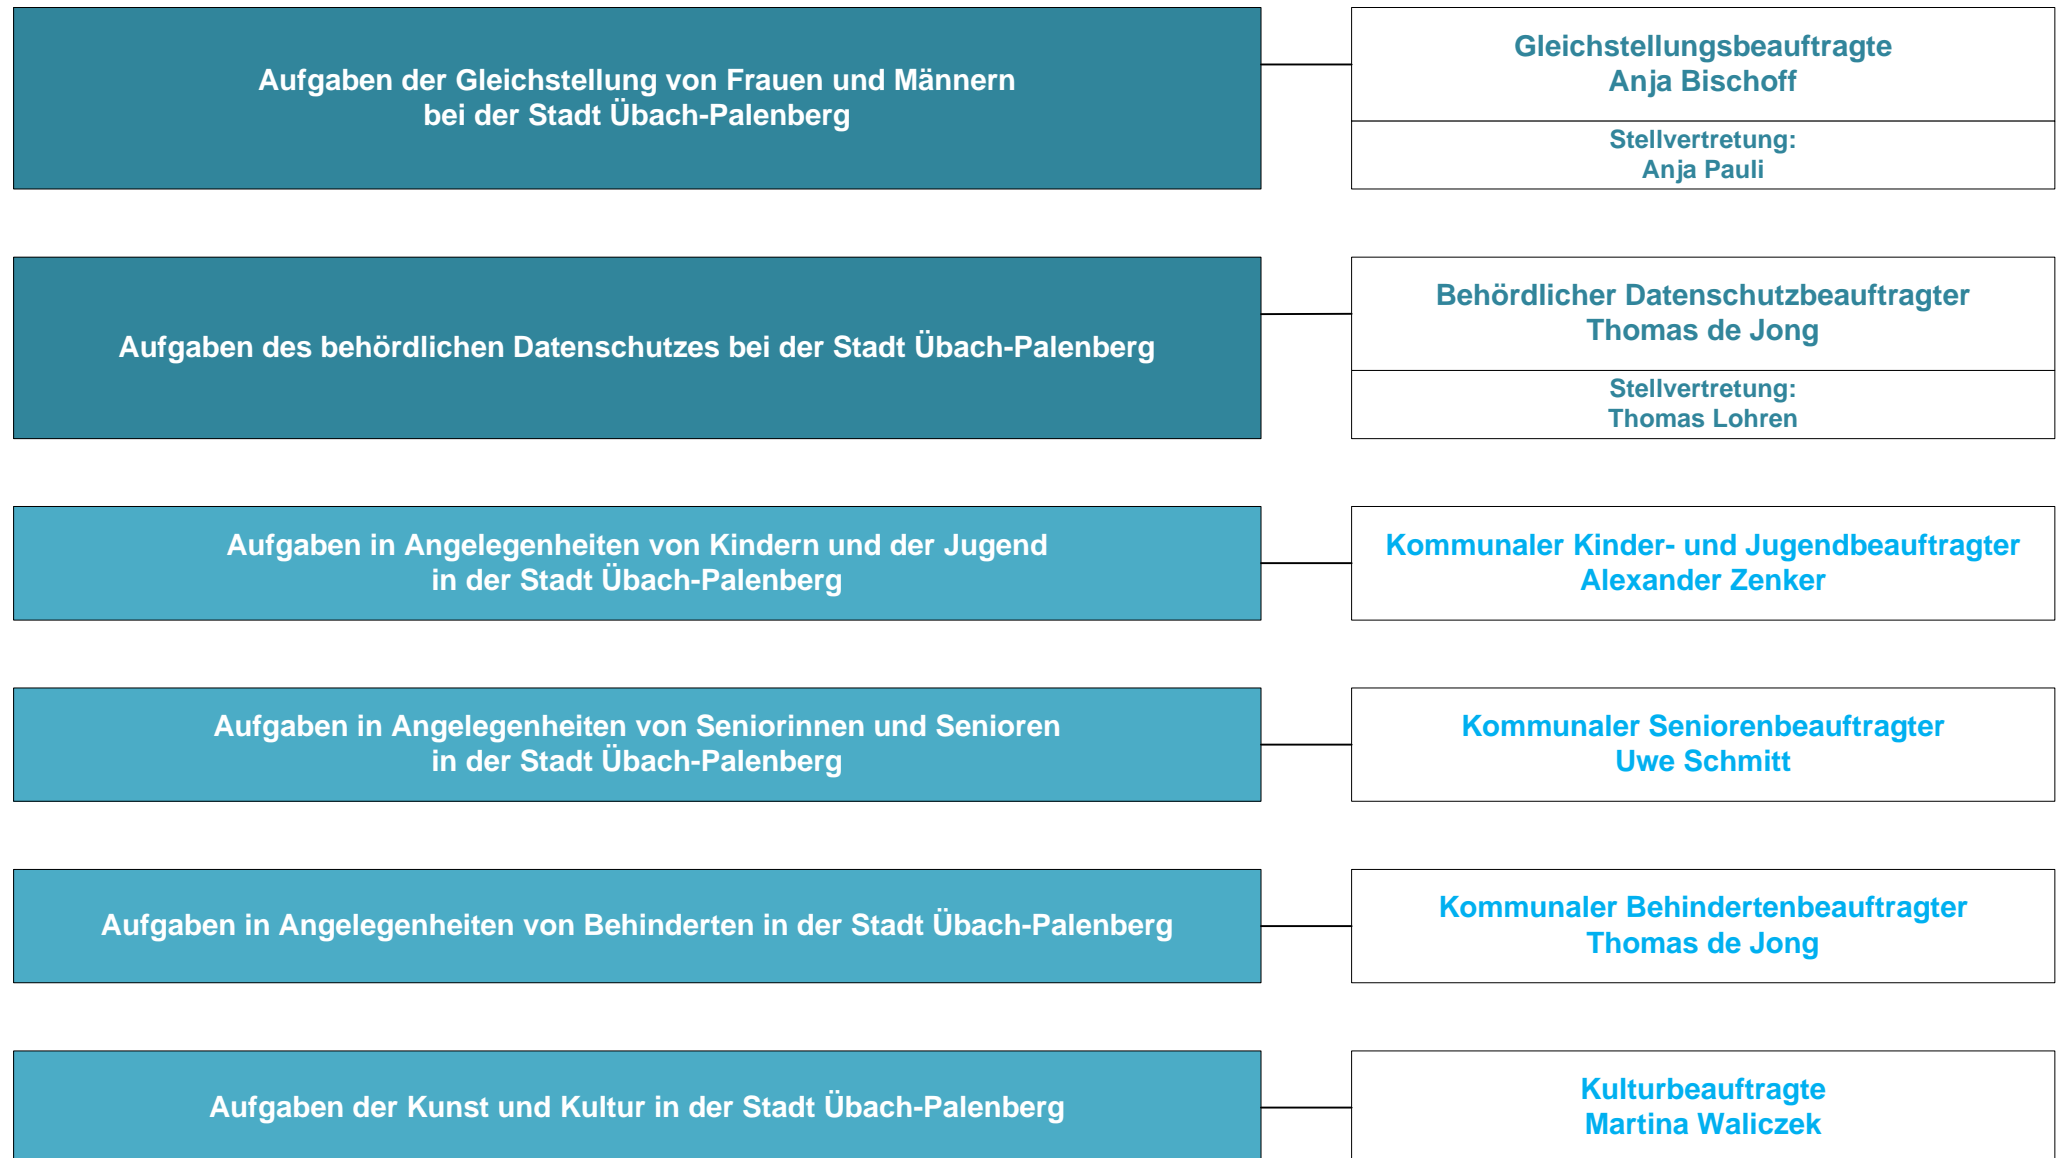 Aufgaben der Gleichstellung von Frauen und Männern
bei der Stadt Übach-Palenberg
Gleichstellungsbeauftragte
Anja Bischoff
Stellvertretung:
Anja Pauli
Aufgaben des behördlichen Datenschutzes bei der Stadt Übach-Palenberg
Behördlicher Datenschutzbeauftragter
Thomas de Jong
Stellvertretung:
Thomas Lohren
Aufgaben in Angelegenheiten von Kindern und der Jugend
in der Stadt Übach-Palenberg
Kommunaler Kinder- und Jugendbeauftragter
Alexander Zenker
Aufgaben in Angelegenheiten von Seniorinnen und Senioren
in der Stadt Übach-Palenberg
Kommunaler Seniorenbeauftragter
Uwe Schmitt
Aufgaben in Angelegenheiten von Behinderten in der Stadt Übach-Palenberg
Kommunaler Behindertenbeauftragter
Thomas de Jong
Aufgaben der Kunst und Kultur in der Stadt Übach-Palenberg
Kulturbeauftragte
Martina Waliczek